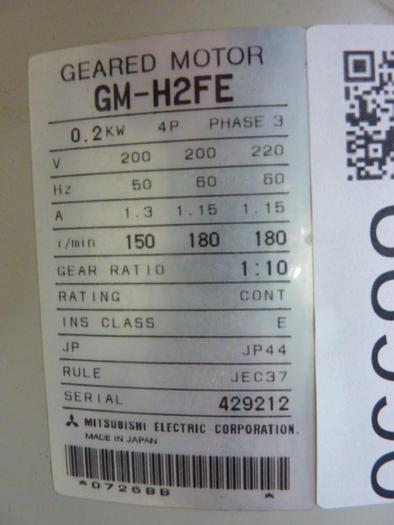 GEARED MOTOR
GM-H2FE
0.2KW 4P PHASE 3
V 200 200 220
Hz 50 60 60
A 1.3 1.15 1.15
r/min 150 180 180
GEAR RATIO 1:10
RATING CONT
INS CLASS E
JP JP44
RULE JEC37
SERIAL 429212
MITSUBISHI ELECTRIC CORPORATION.
MADE IN JAPAN
*0726BB *